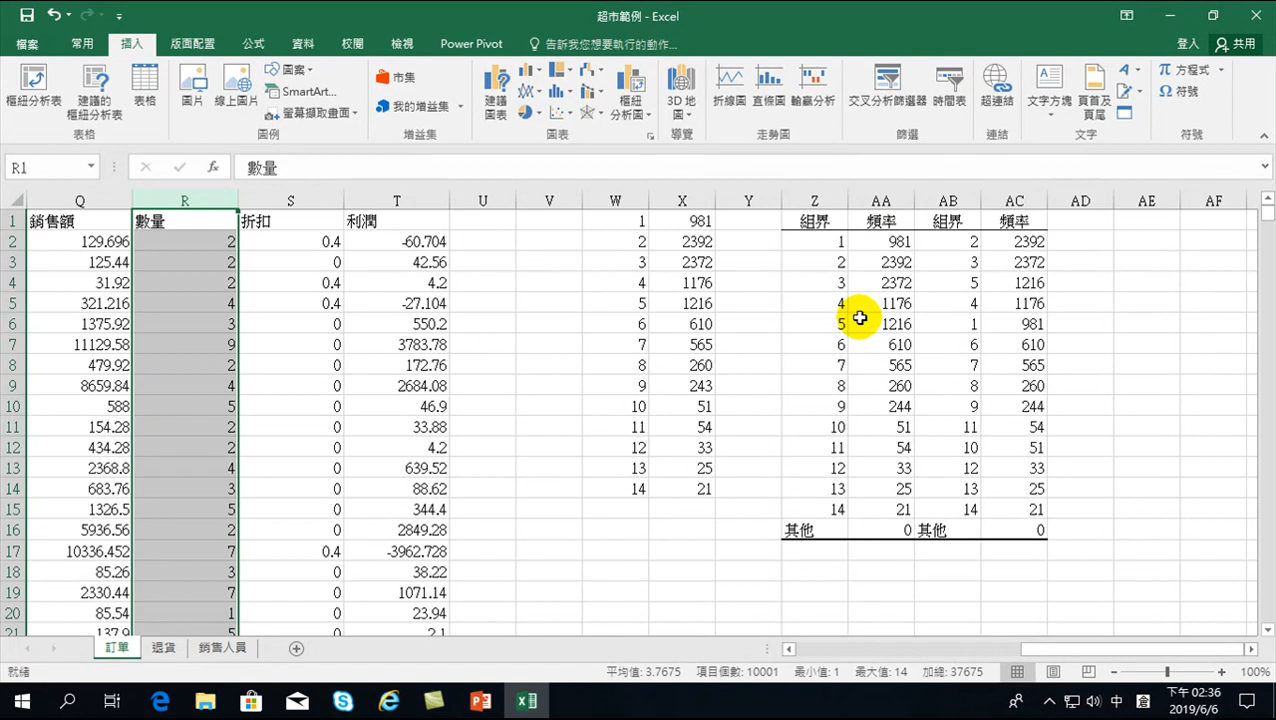 超市範例 - Excel
檔案 常用 插入 版面配置 公式 資料 校閱 檢視 Power Pivot 告訴我您想要執行的動作... 登入 共用
樞紐分析表 建議的樞紐分析表 表格 圖片 線上圖片 圖案 SmartArt... 螢幕擷取畫面 市集 我的增益集 建議圖表 樞紐分析圖 3D 地圖 折線圖 直條圖 輸贏分析 交叉分析篩選器 時間表 超連結 文字方塊 頁首及頁尾 方程式 符號
表格 圖例 增益集 圖表 導覽 走勢圖 篩選 連結 文字 符號
R1 fx 數量
Q R S T U V W X Y Z AA AB AC AD AE AF
1 銷售額 數量 折扣 利潤 1 981 組界 頻率 組界 頻率
2 129.696 2 0.4 -60.704 2 2392 1 981 2 2392
3 125.44 2 0 42.56 3 2372 2 2392 3 2372
4 31.92 2 0.4 4.2 4 1176 3 2372 5 1216
5 321.216 4 0.4 -27.104 5 1216 4 1176 4 1176
6 1375.92 3 0 550.2 6 610 5 1216 1 981
7 11129.58 9 0 3783.78 7 565 6 610 6 610
8 479.92 2 0 172.76 8 260 7 565 7 565
9 8659.84 4 0 2684.08 9 243 8 260 8 260
10 588 5 0 46.9 10 51 9 244 9 244
11 154.28 2 0 33.88 11 54 10 51 11 54
12 434.28 2 0 4.2 12 33 11 54 10 51
13 2368.8 4 0 639.52 13 25 12 33 12 33
14 683.76 3 0 88.62 14 21 13 25 13 25
15 1326.5 5 0 344.4 14 21 14 21
16 5936.56 2 0 2849.28 其他 0 其他 0
17 10336.452 7 0.4 -3962.728
18 85.26 3 0 38.22
19 2330.44 7 0 1071.14
20 85.54 1 0 23.94
21 137.9 5 0 2.1
訂單 退貨 銷售人員
就緒 平均值: 3.7675 項目個數: 10001 最小值: 1 最大值: 14 加總: 37675 100%
中 倉 下午 02:36
2019/6/6